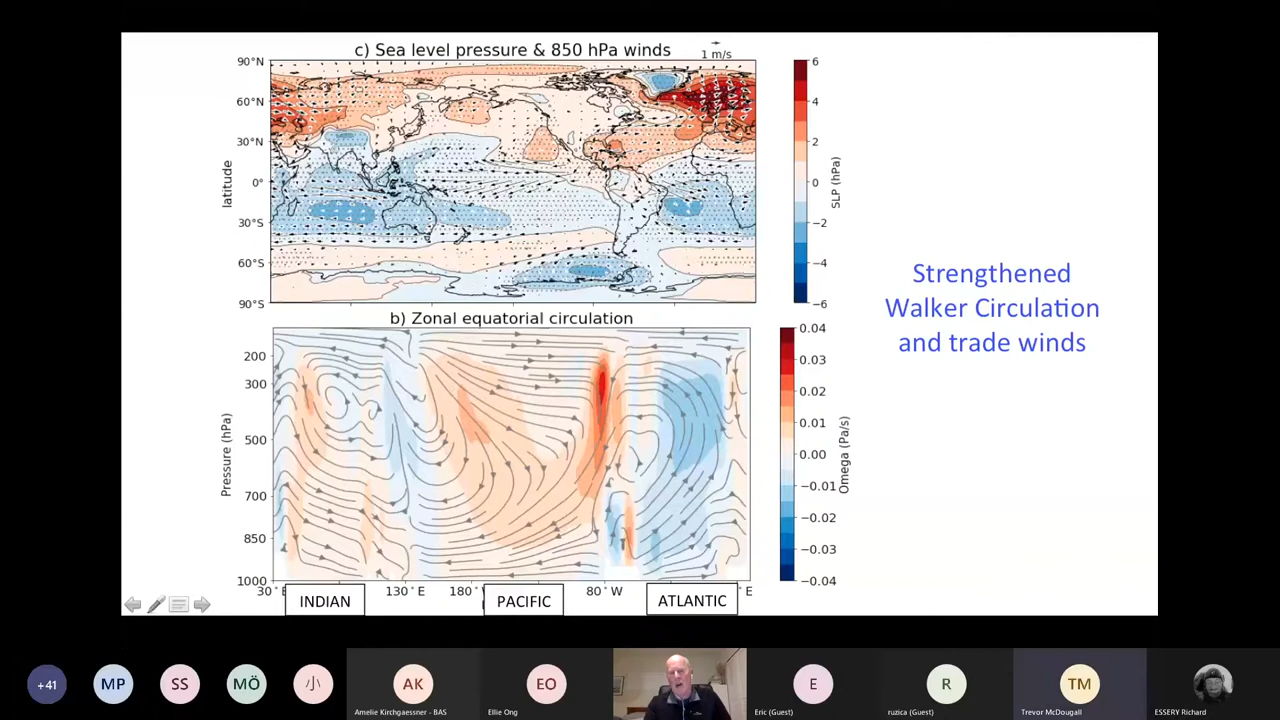 c) Sea level pressure & 850 hPa winds
1 m/s
90°N
60°N
30°N
0°
30°S
60°S
90°S
latitude
6
4
2
0
−2
−4
−6
SLP (hPa)
Strengthened
Walker Circulation
and trade winds
b) Zonal equatorial circulation
200
300
500
700
850
1000
Pressure (hPa)
0.04
0.03
0.02
0.01
0.00
−0.01
−0.02
−0.03
−0.04
Omega (Pa/s)
30° 130°E 180° 80°W E
INDIAN PACIFIC ATLANTIC
+41 MP SS MÖ 小 AK EO E R TM
Amelie Kirchgaessner - BAS Ellie Ong Eric (Guest) ruzica (Guest) Trevor McDougall ESSERY Richard